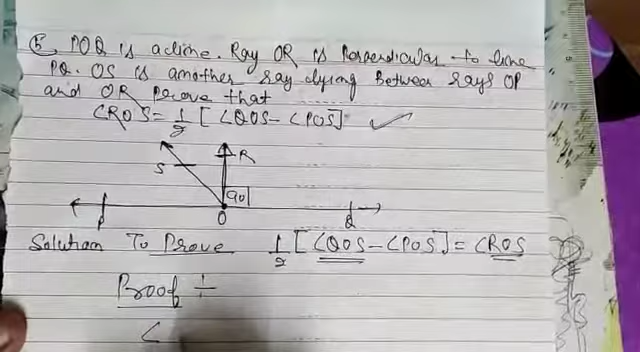 5. POQ is a line. Ray OR is Perpendicular to line
PQ. OS is another ray lying Between rays OP
and OR Prove that
∠ROS = 1/2 [∠QOS - ∠POS]
R
S
90
P O Q
Solution To Prove 1/2 [∠QOS - ∠POS] = ∠ROS
Proof ÷
∠